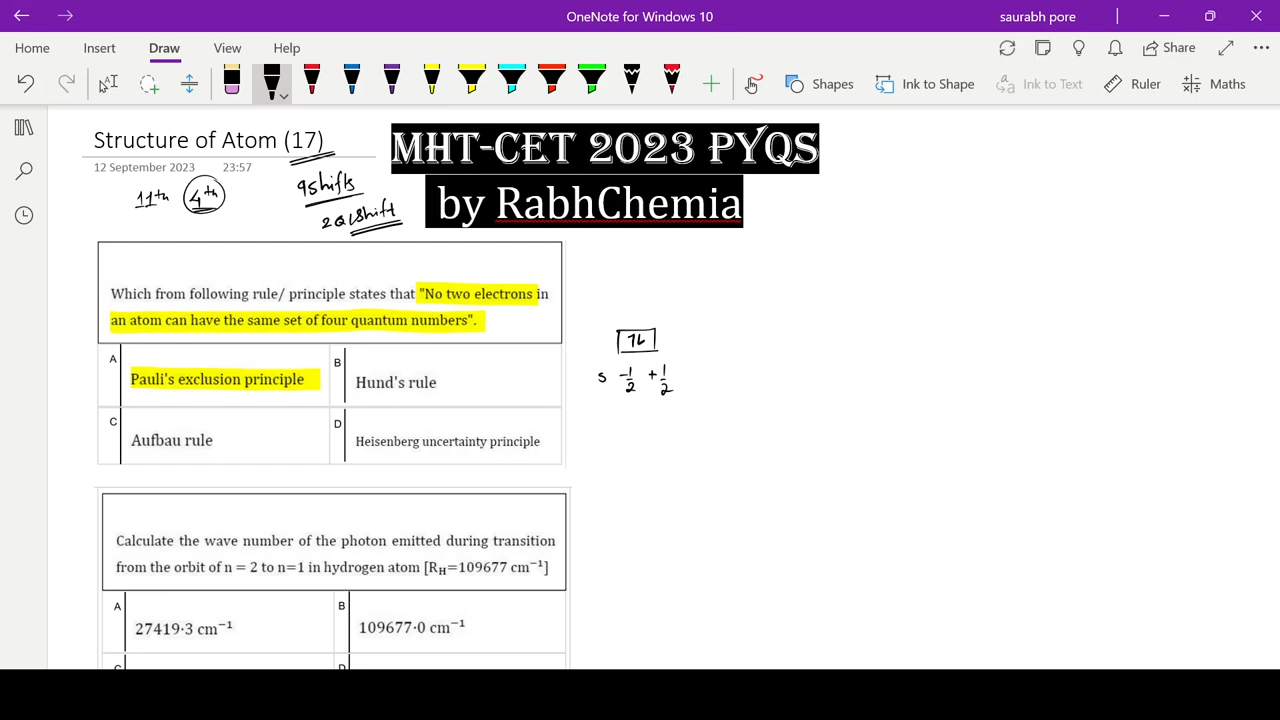 OneNote for Windows 10
saurabh pore
Home Insert Draw View Help
Share
Shapes Ink to Shape Ink to Text Ruler Maths
Structure of Atom (17)
12 September 2023 23:57
MHT-CET 2023 PYQS
by RabhChemia
11th 4th
9shifts
2Q/shift
Which from following rule/ principle states that "No two electrons in
an atom can have the same set of four quantum numbers".
A Pauli's exclusion principle
B Hund's rule
C Aufbau rule
D Heisenberg uncertainty principle
↿⇂
s -1/2 +1/2
Calculate the wave number of the photon emitted during transition
from the orbit of n = 2 to n=1 in hydrogen atom [R_H=109677 cm⁻¹]
A 27419·3 cm⁻¹
B 109677·0 cm⁻¹
C
D